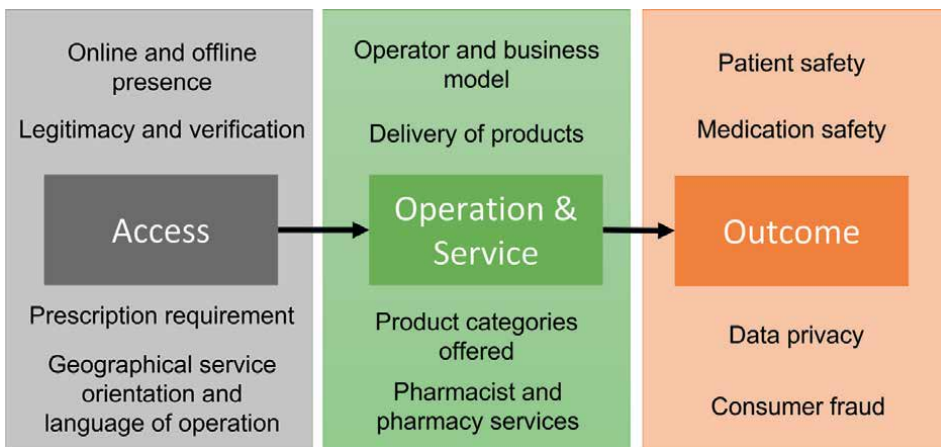 Online and offline
presence
Legitimacy and verification
Access
Prescription requirement
Geographical service
orientation and
language of operation
Operator and business
model
Delivery of products
Operation &
Service
Product categories
offered
Pharmacist and
pharmacy services
Patient safety
Medication safety
Outcome
Data privacy
Consumer fraud